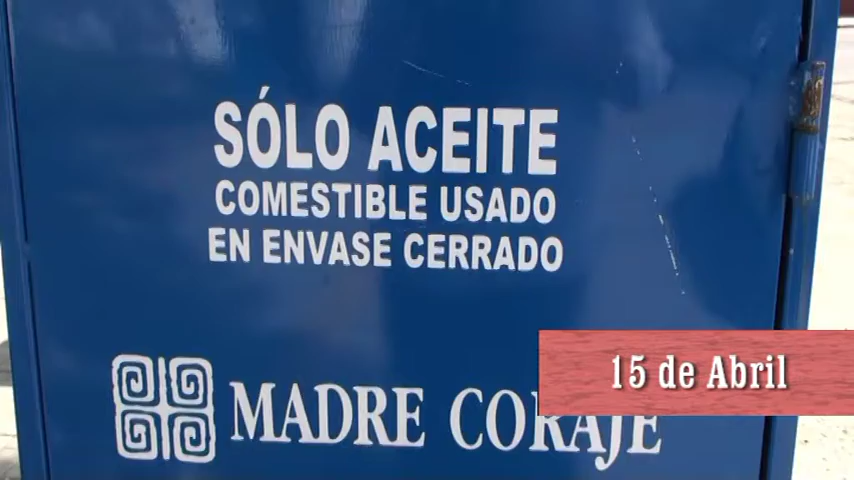 SÓLO ACEITE
COMESTIBLE USADO
EN ENVASE CERRADO
15 de Abril
MADRE CORAJE